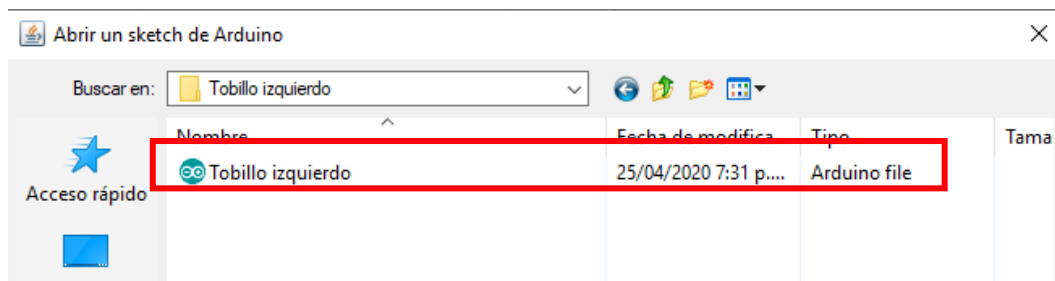 Abrir un sketch de Arduino
Buscar en: Tobillo izquierdo
Nombre Fecha de modifica... Tipo Tama
Tobillo izquierdo 25/04/2020 7:31 p.... Arduino file
Acceso rápido